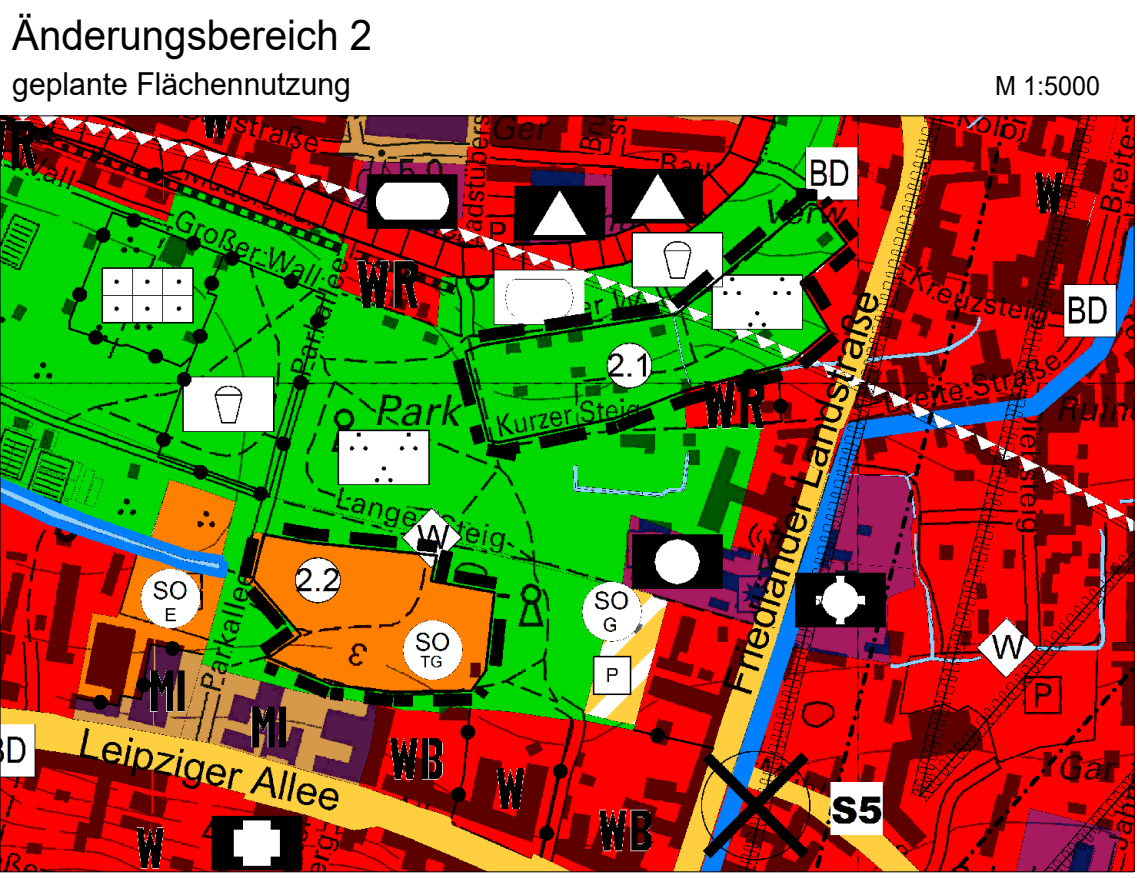 Änderungsbereich 2
geplante Flächennutzung
M 1:5000
WR
W
BD
W
P
Großer-Wall
Parkallee
WR
BD
Kreuzsteig
2.1
Breite-Straße
Park
Kurzer Steig
WR
Friedländer Landstraße
Langer Steig
W
2.2
SO
E
SO
TG
SO
G
P
W
P
Parkallee
MI
MI
WB
W
BD
Leipziger Allee
Gar
S5
WB
W